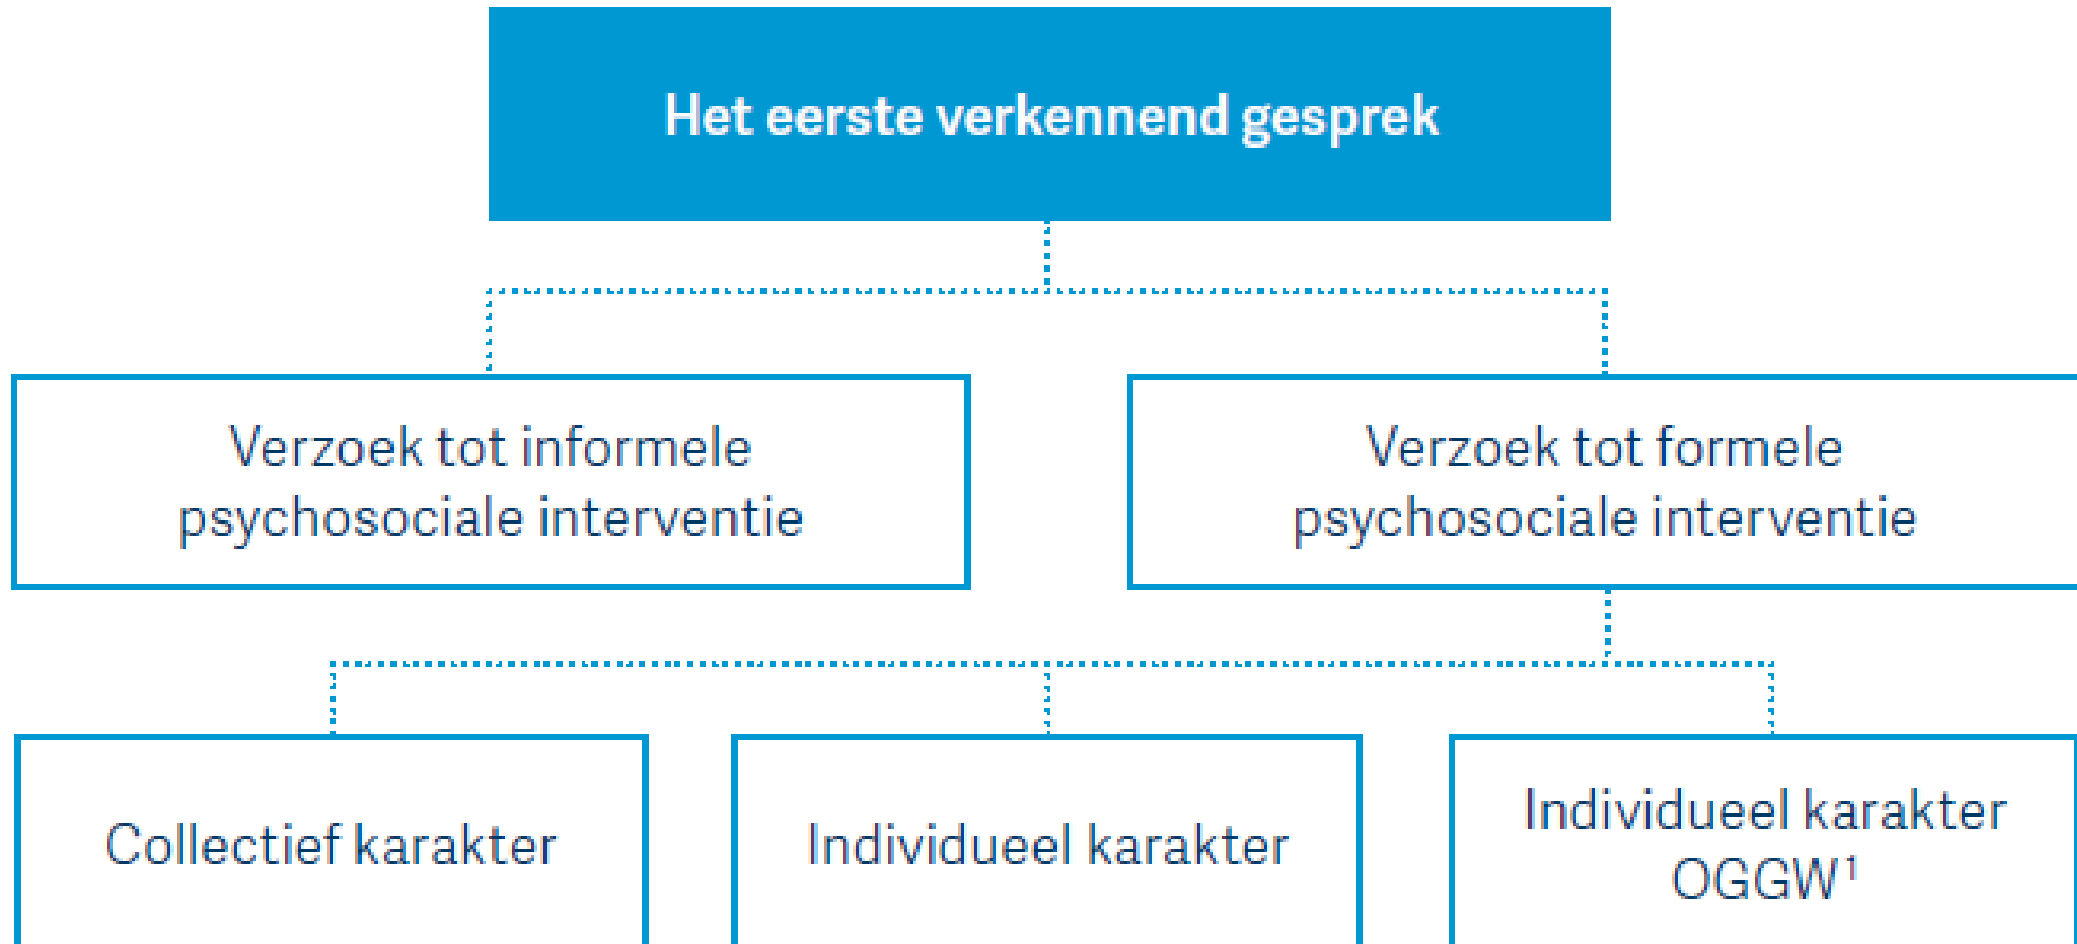 Het eerste verkennend gesprek
Verzoek tot informele
psychosociale interventie
Verzoek tot formele
psychosociale interventie
Collectief karakter
Individueel karakter
Individueel karakter
OGGW¹